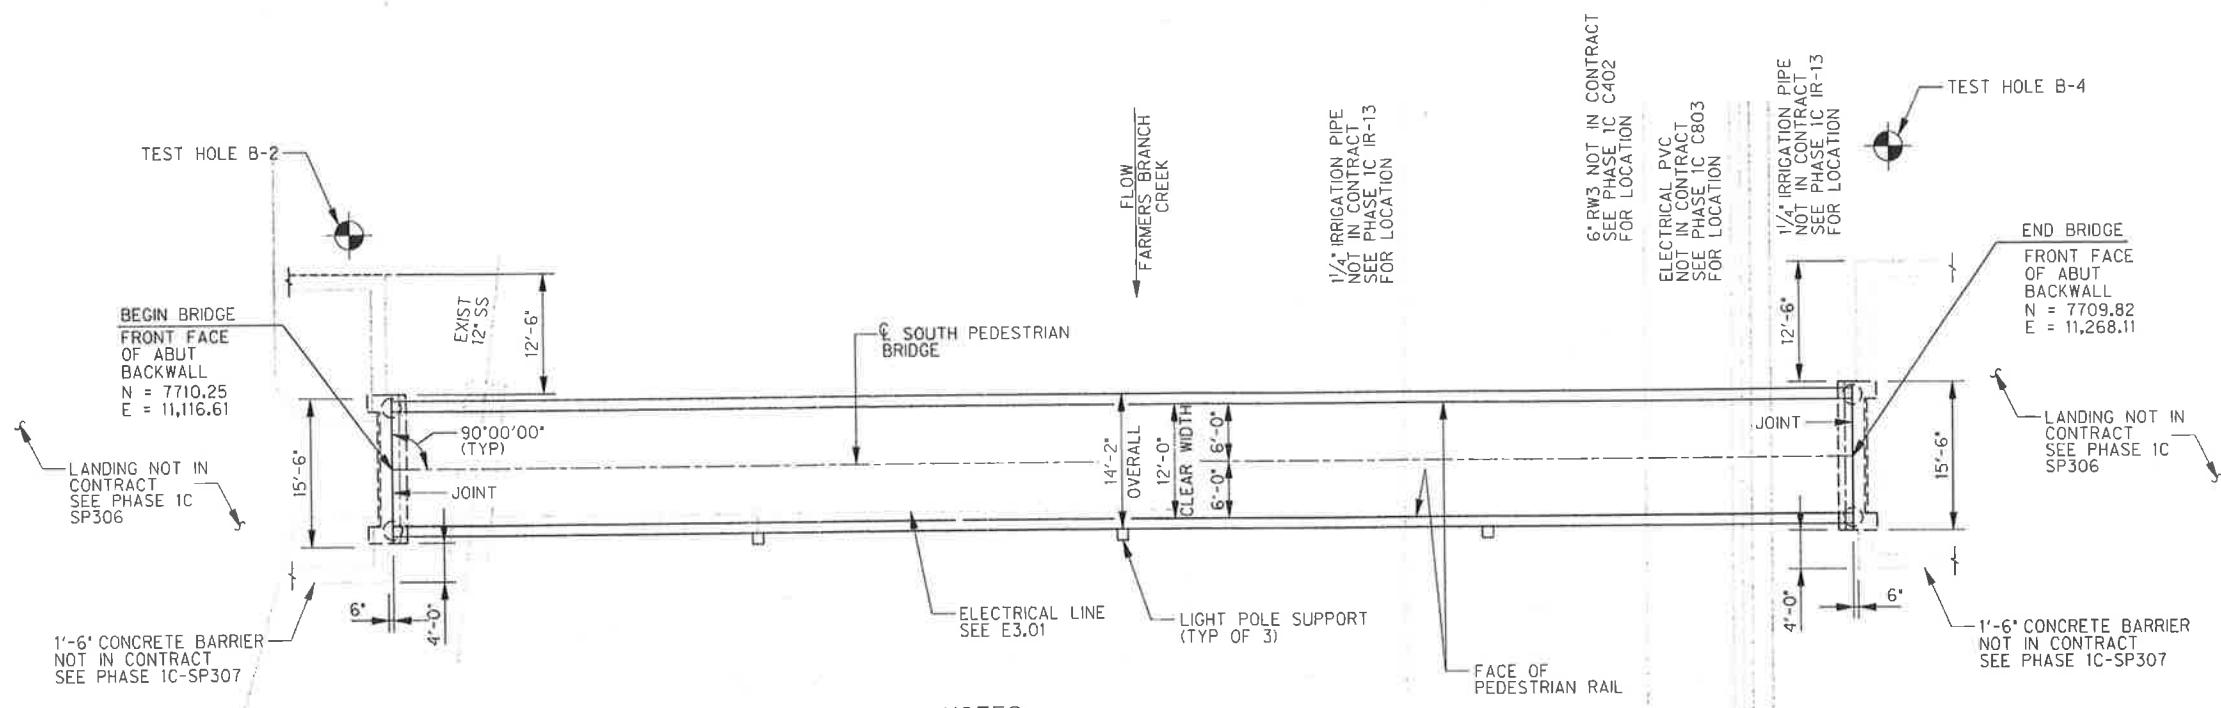 TEST HOLE B-2
BEGIN BRIDGE
FRONT FACE
OF ABUT
BACKWALL
N = 7710.25
E = 11,116.61
LANDING NOT IN
CONTRACT
SEE PHASE 1C
SP306
15'-6"
1'-6" CONCRETE BARRIER
NOT IN CONTRACT
SEE PHASE 1C-SP307
6"
4'-0"
EXIST
12" SS
12'-6"
90°00'00"
(TYP)
JOINT
℄ SOUTH PEDESTRIAN
BRIDGE
ELECTRICAL LINE
SEE E3.01
FLOW
FARMERS BRANCH
CREEK
14'-2"
OVERALL
12'-0"
CLEAR WIDTH
6'-0"
6'-0"
LIGHT POLE SUPPORT
(TYP OF 3)
1 1/4" IRRIGATION PIPE
NOT IN CONTRACT
SEE PHASE 1C IR-13
FOR LOCATION
FACE OF
PEDESTRIAN RAIL
6" RW3 NOT IN CONTRACT
SEE PHASE 1C C402
FOR LOCATION
ELECTRICAL PVC
NOT IN CONTRACT
SEE PHASE 1C C803
FOR LOCATION
1 1/4" IRRIGATION PIPE
NOT IN CONTRACT
SEE PHASE 1C IR-13
FOR LOCATION
TEST HOLE B-4
END BRIDGE
FRONT FACE
OF ABUT
BACKWALL
N = 7709.82
E = 11,268.11
12'-6"
JOINT
15'-6"
LANDING NOT IN
CONTRACT
SEE PHASE 1C
SP306
4'-0"
6"
1'-6" CONCRETE BARRIER
NOT IN CONTRACT
SEE PHASE 1C-SP307